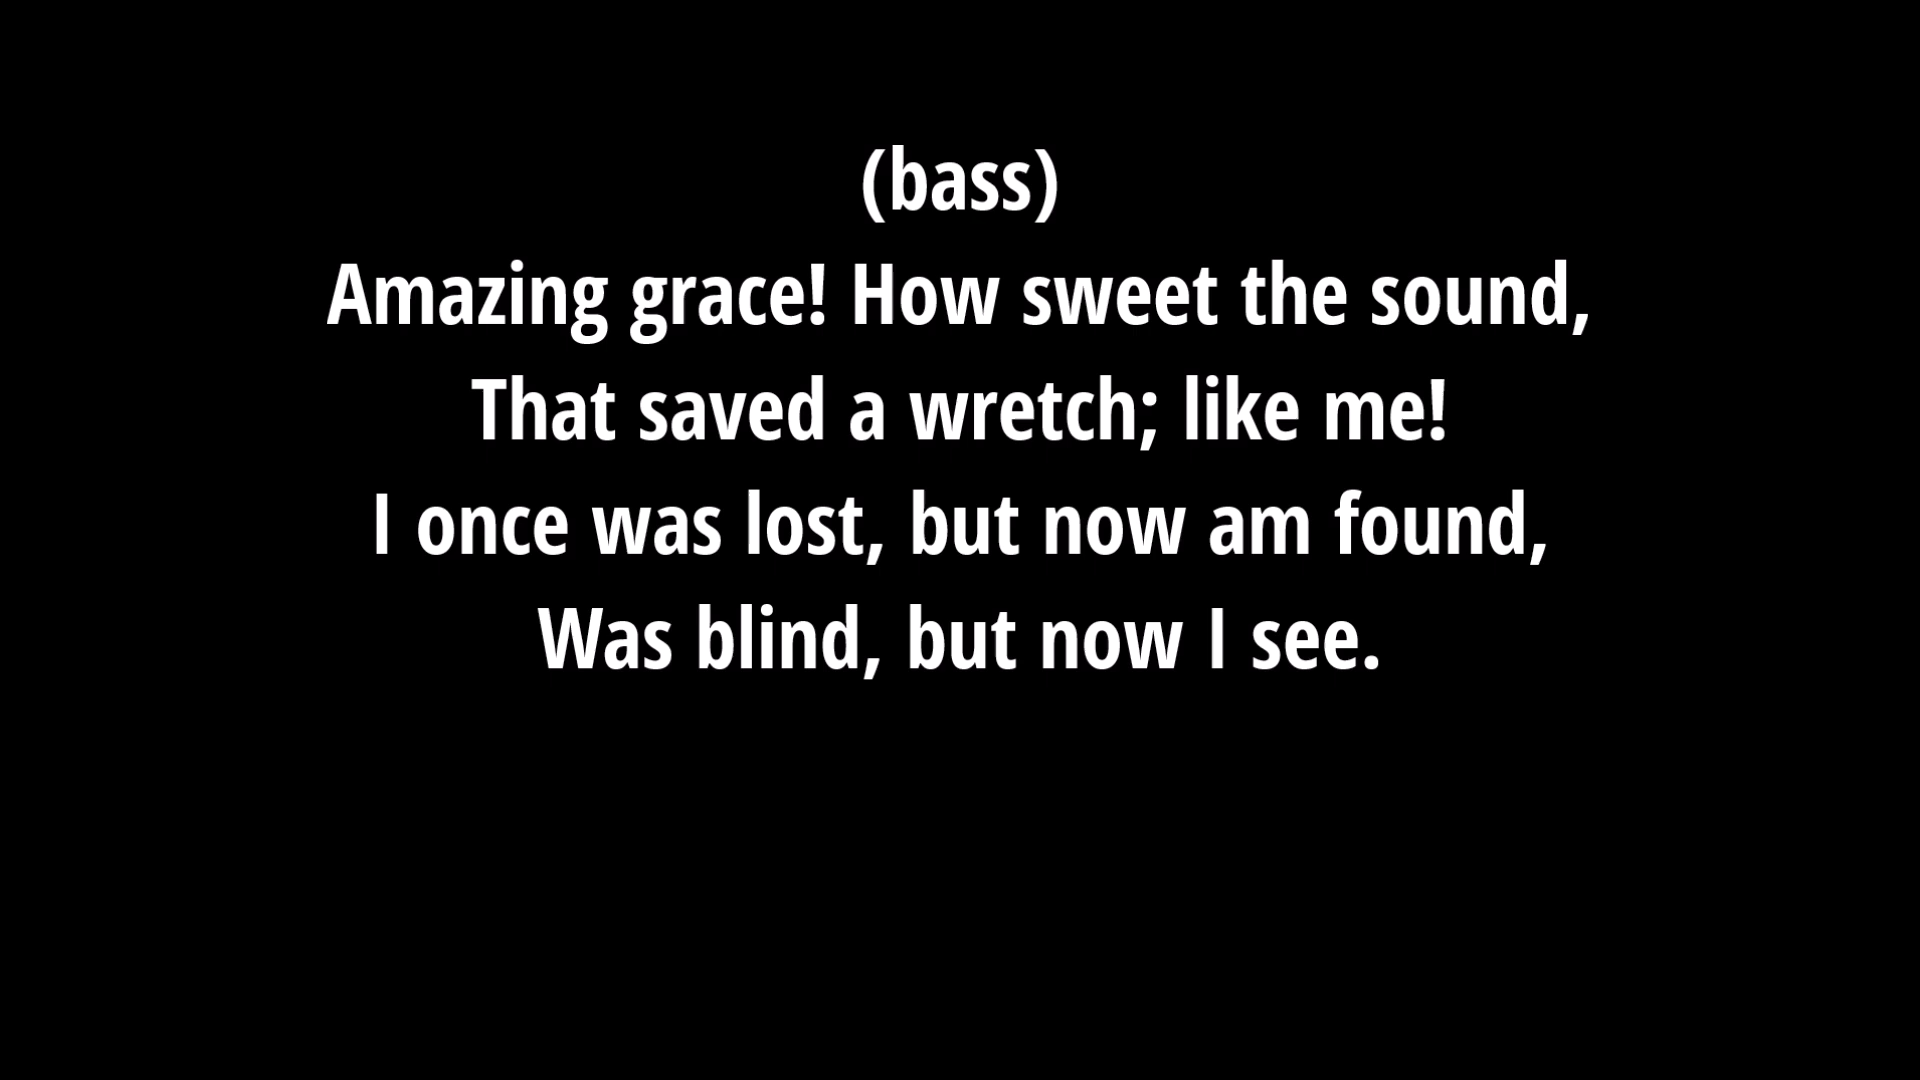 (bass)
Amazing grace! How sweet the sound,
That saved a wretch; like me!
I once was lost, but now am found,
Was blind, but now I see.